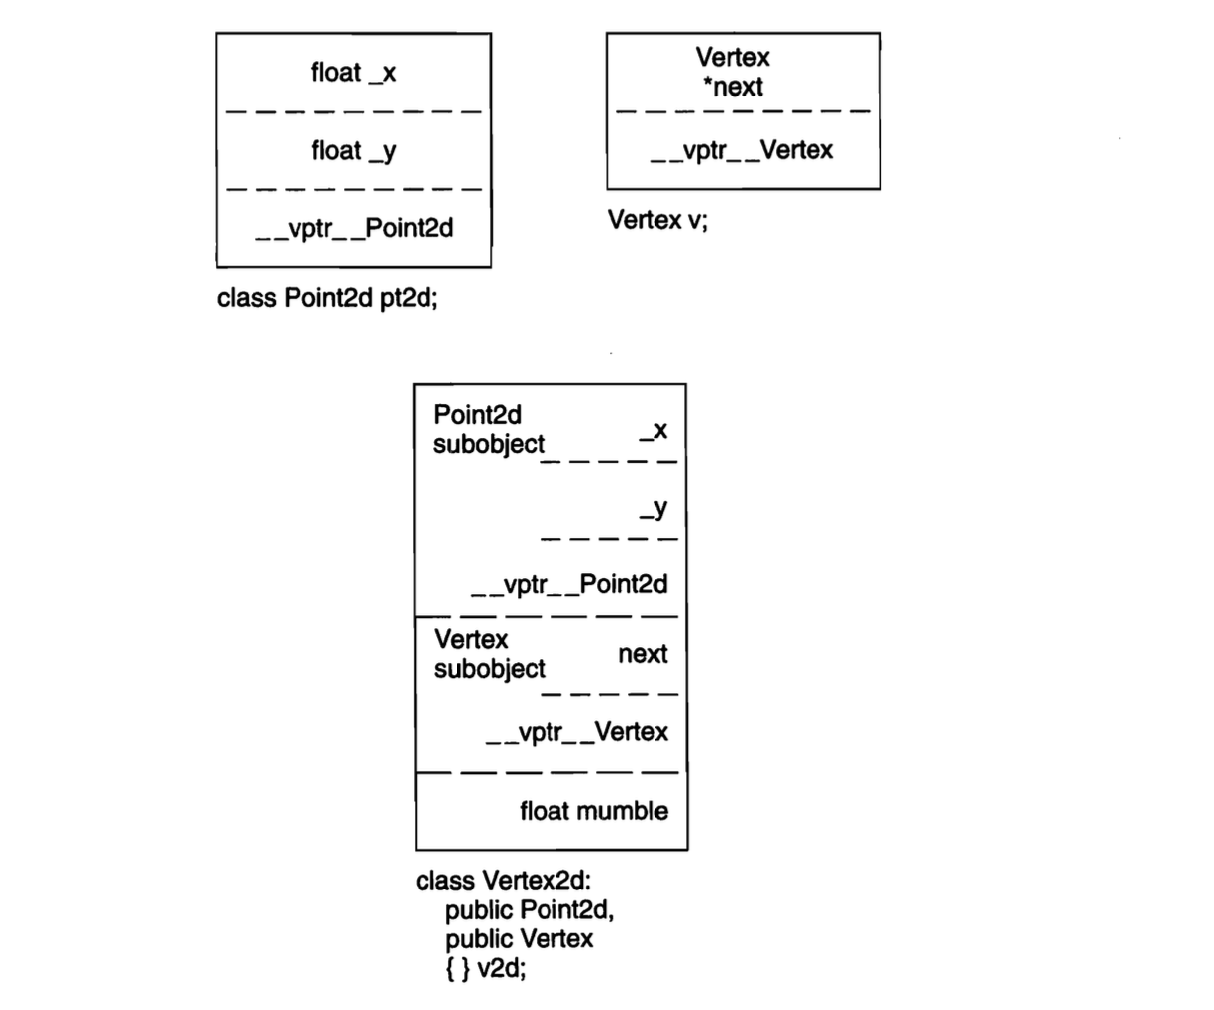 float _x
float _y
__vptr__Point2d
class Point2d pt2d;
Vertex
*next
__vptr__Vertex
Vertex v;
Point2d
subobject
_x
_y
__vptr__Point2d
Vertex
subobject
next
__vptr__Vertex
float mumble
class Vertex2d:
public Point2d,
public Vertex
{ } v2d;